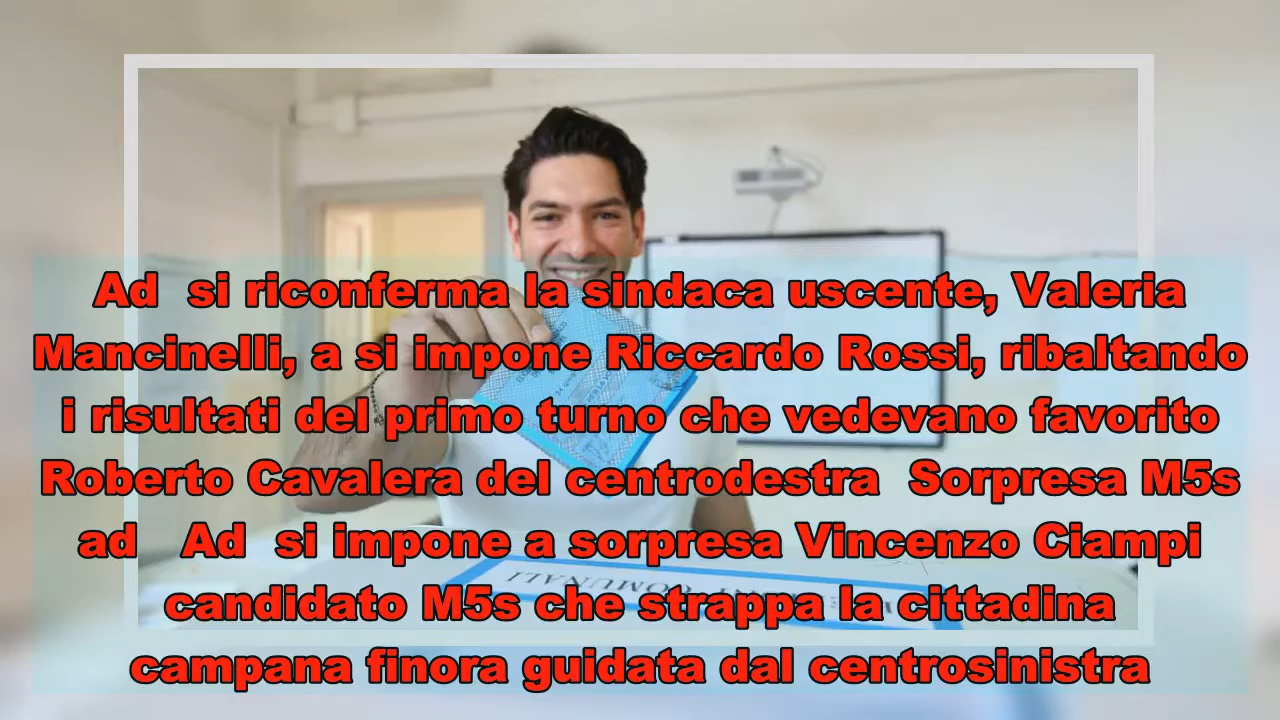 Ad  si riconferma la sindaca uscente, Valeria
Mancinelli, a si impone Riccardo Rossi, ribaltando
i risultati del primo turno che vedevano favorito
Roberto Cavalera del centrodestra  Sorpresa M5s
ad   Ad  si impone a sorpresa Vincenzo Ciampi
candidato M5s che strappa la cittadina
campana finora guidata dal centrosinistra
COMUNALI